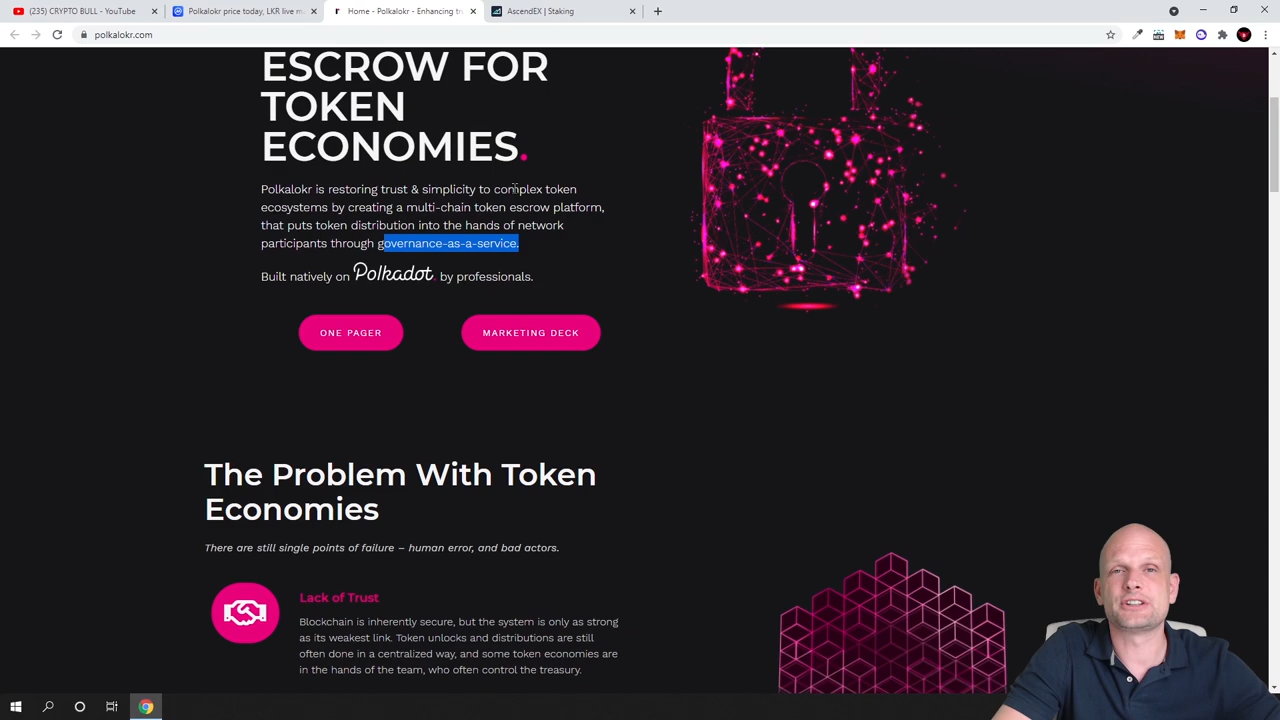 (235) CRYPTO BULL - YouTube
Polkalokr price today, LKR live m
Home - Polkalokr - Enhancing tr
AscendEX | Staking
polkalokr.com
ESCROW FOR
TOKEN
ECONOMIES.
Polkalokr is restoring trust & simplicity to complex token
ecosystems by creating a multi-chain token escrow platform,
that puts token distribution into the hands of network
participants through governance-as-a-service.
Built natively on Polkadot. by professionals.
ONE PAGER
MARKETING DECK
The Problem With Token
Economies
There are still single points of failure – human error, and bad actors.
Lack of Trust
Blockchain is inherently secure, but the system is only as strong
as its weakest link. Token unlocks and distributions are still
often done in a centralized way, and some token economies are
in the hands of the team, who often control the treasury.